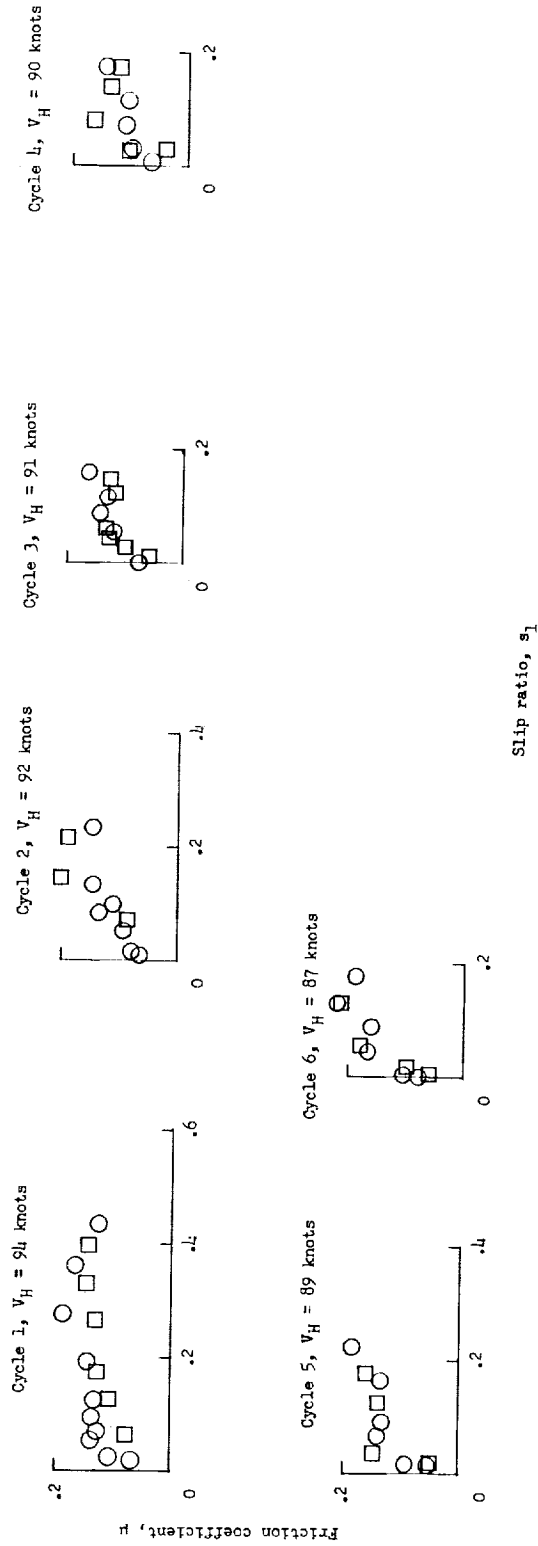 Cycle 1, V_H = 94 knots
Cycle 2, V_H = 92 knots
Cycle 3, V_H = 91 knots
Cycle 4, V_H = 90 knots
.2
0 .2 .4 .6
0 .2 .4
0 .2
0 .2
Friction coefficient, μ
Cycle 5, V_H = 89 knots
Cycle 6, V_H = 87 knots
.2
0 .2 .4
0 .2
Slip ratio, s_1